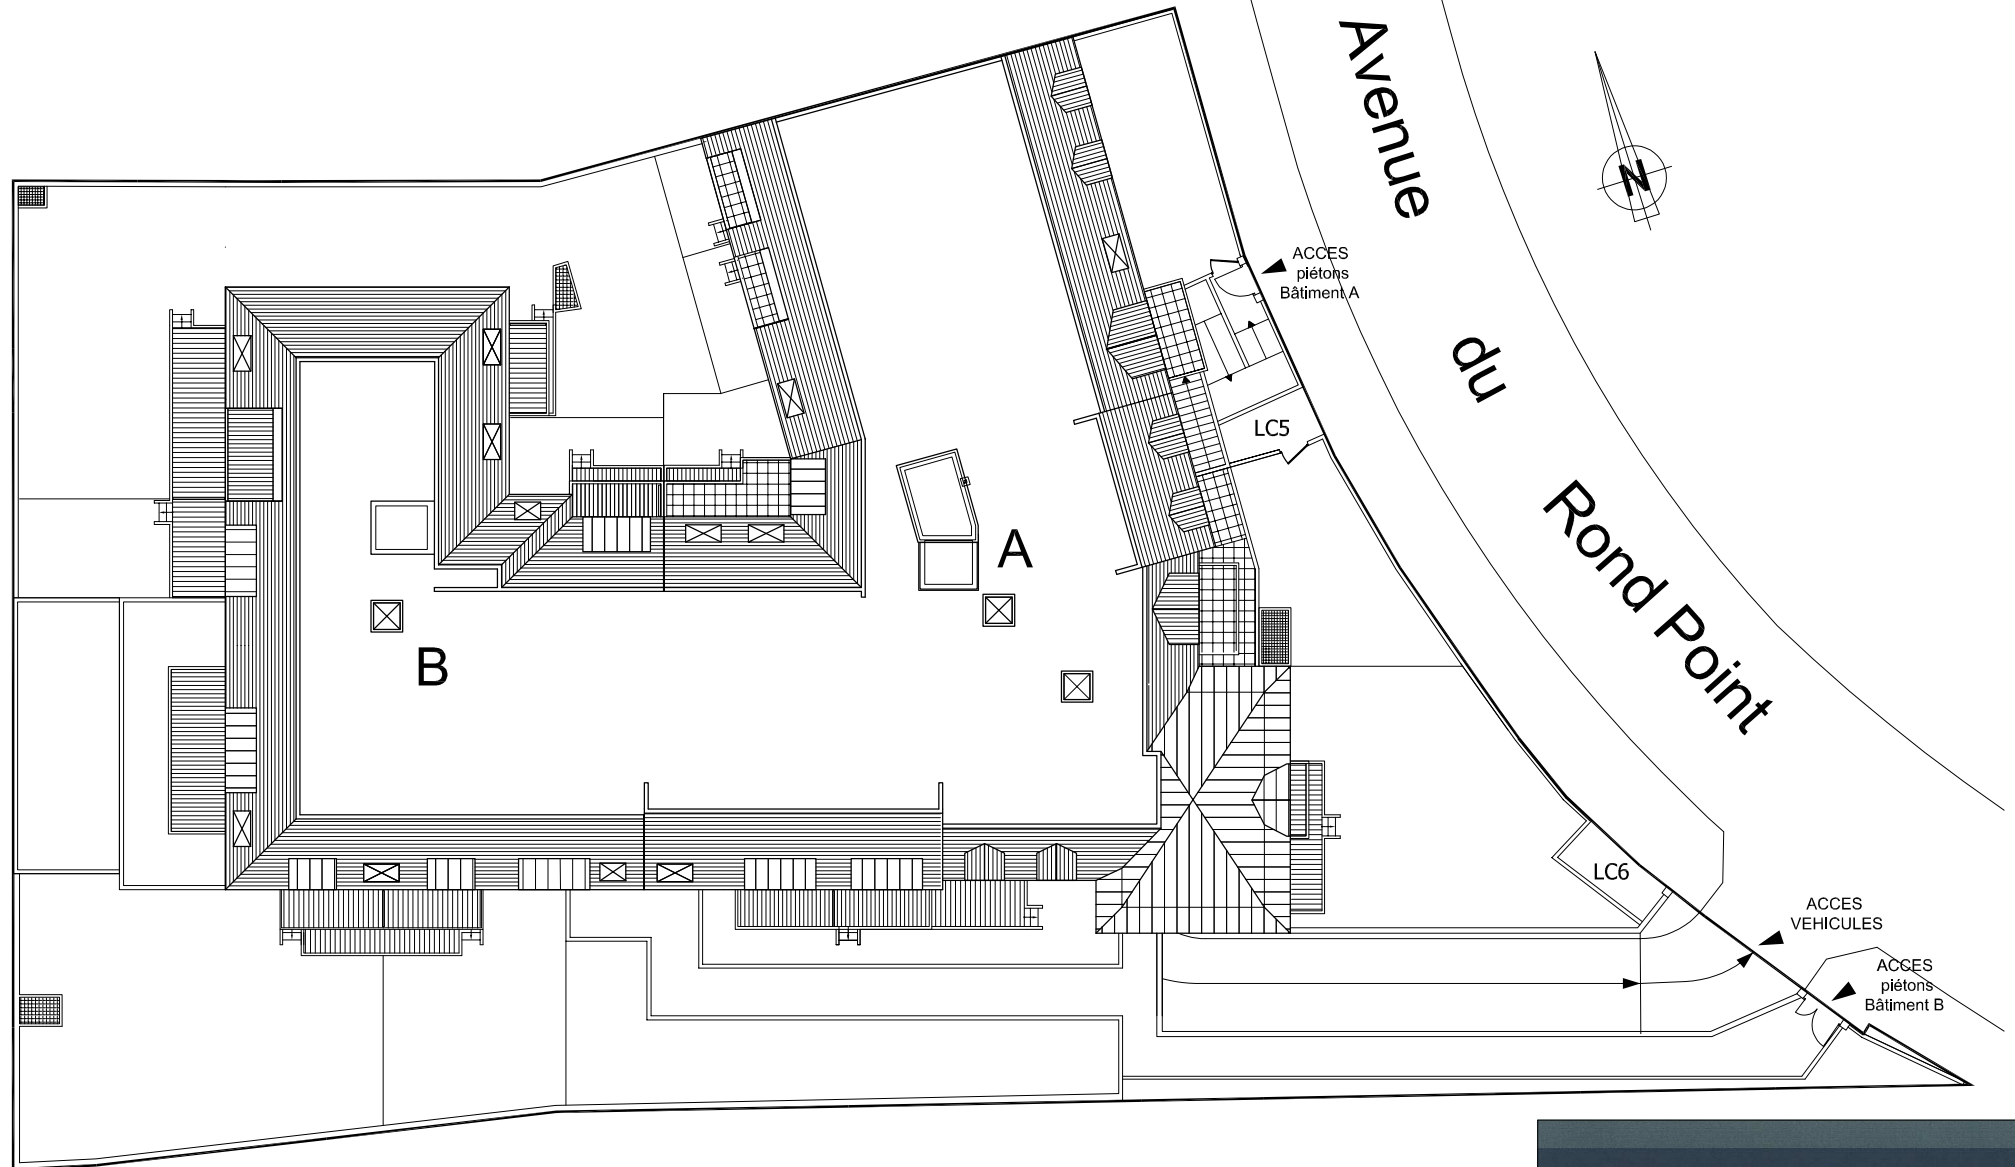 Avenue
du
Rond Point
N
ACCES
piétons
Bâtiment A
LC5
A
B
LC6
ACCES
VEHICULES
ACCES
piétons
Bâtiment B